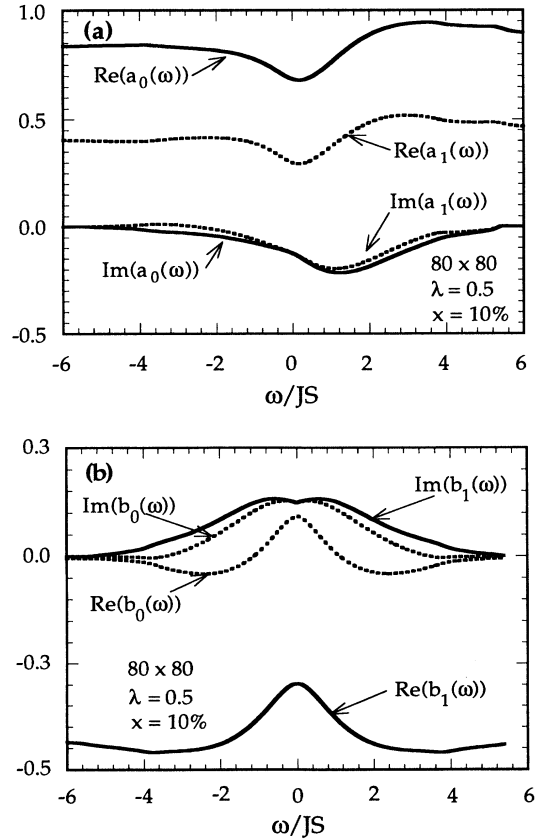 (a)
1.0
0.5
0.0
-0.5
Re(a0(ω))
Re(a1(ω))
Im(a1(ω))
Im(a0(ω))
80 x 80
λ = 0.5
x = 10%
-6 -4 -2 0 2 4 6
ω/JS
(b)
0.3
0.0
-0.3
-0.5
Im(b0(ω))
Im(b1(ω))
Re(b0(ω))
Re(b1(ω))
80 x 80
λ = 0.5
x = 10%
-6 -4 -2 0 2 4 6
ω/JS